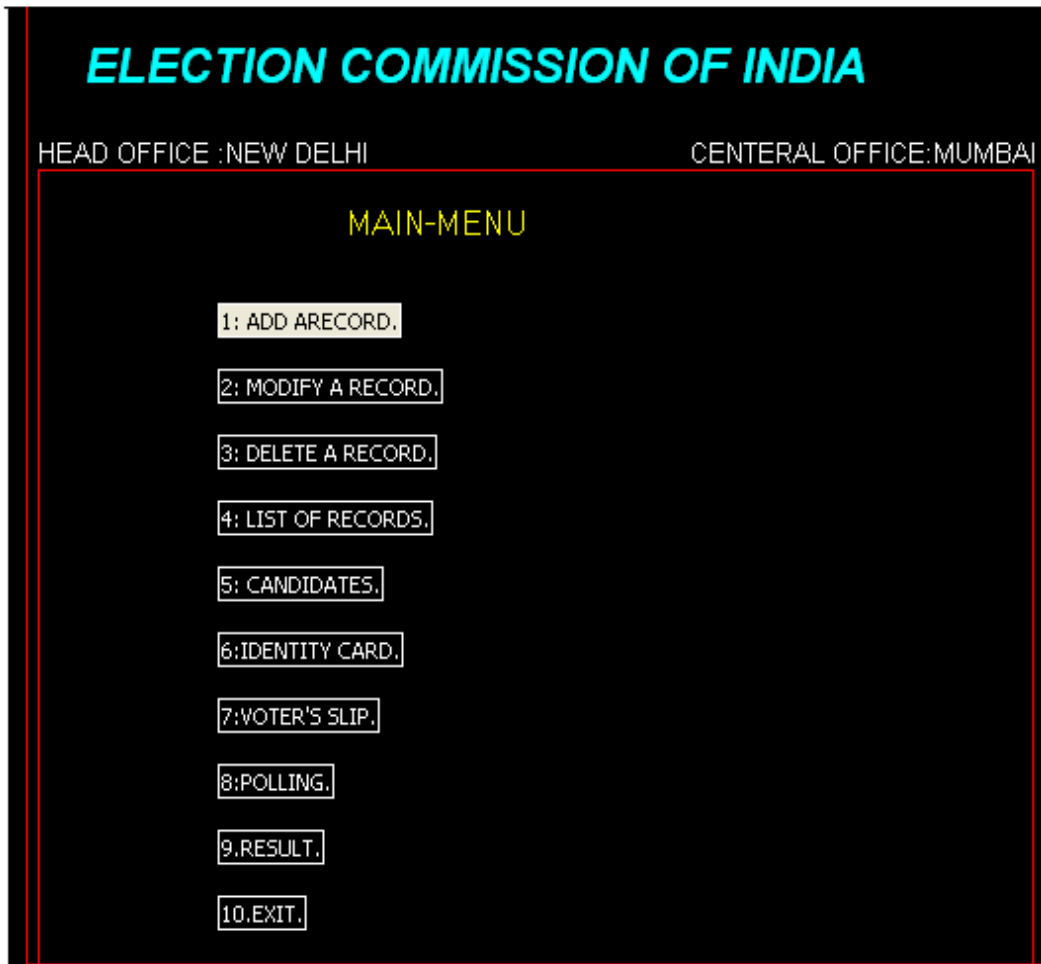 ELECTION COMMISSION OF INDIA
HEAD OFFICE :NEW DELHI CENTERAL OFFICE:MUMBAI
MAIN-MENU
1: ADD ARECORD.
2: MODIFY A RECORD.
3: DELETE A RECORD.
4: LIST OF RECORDS.
5: CANDIDATES.
6:IDENTITY CARD.
7:VOTER'S SLIP.
8:POLLING.
9.RESULT.
10.EXIT.